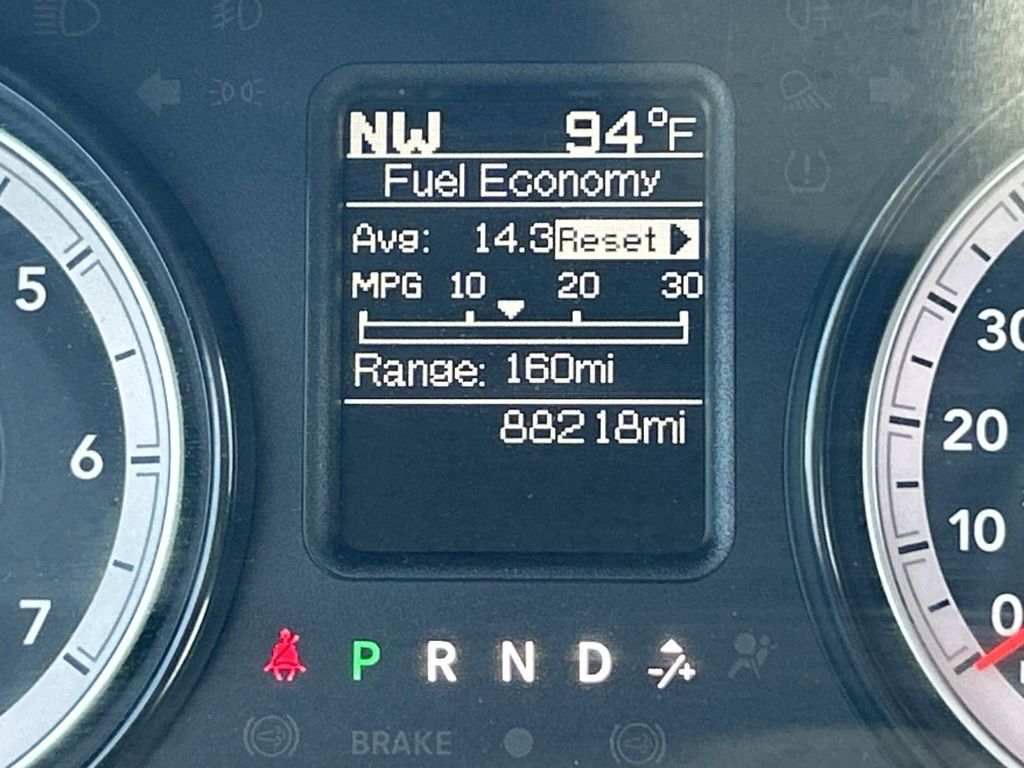 NW 94°F
Fuel Economy
Avg: 14.3 Reset
MPG 10 20 30
Range: 160mi
88218mi
5
6
7
30
20
10
0
P R N D -/+
BRAKE